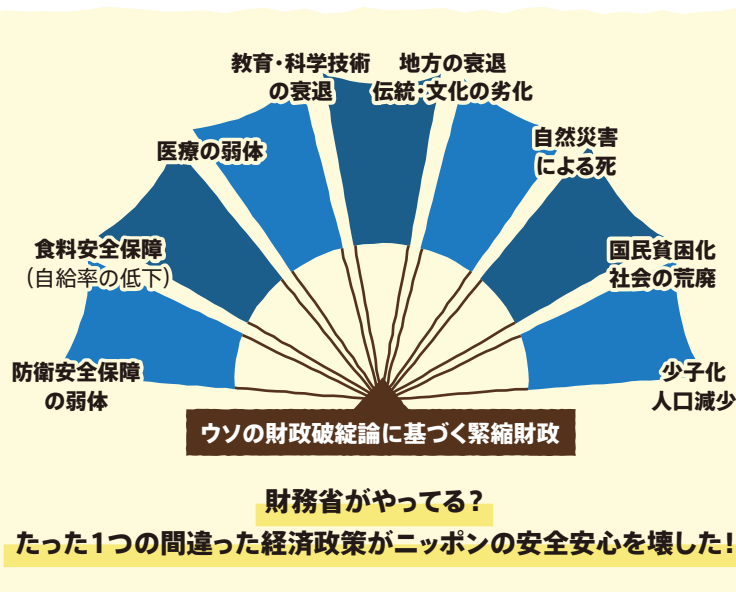 教育・科学技術
の衰退
地方の衰退
伝統・文化の劣化
医療の弱体
自然災害
による死
食料安全保障
（自給率の低下）
国民貧困化
社会の荒廃
防衛安全保障
の弱体
少子化
人口減少
ウソの財政破綻論に基づく緊縮財政
財務省がやってる？
たった1つの間違った経済政策がニッポンの安全安心を壊した！